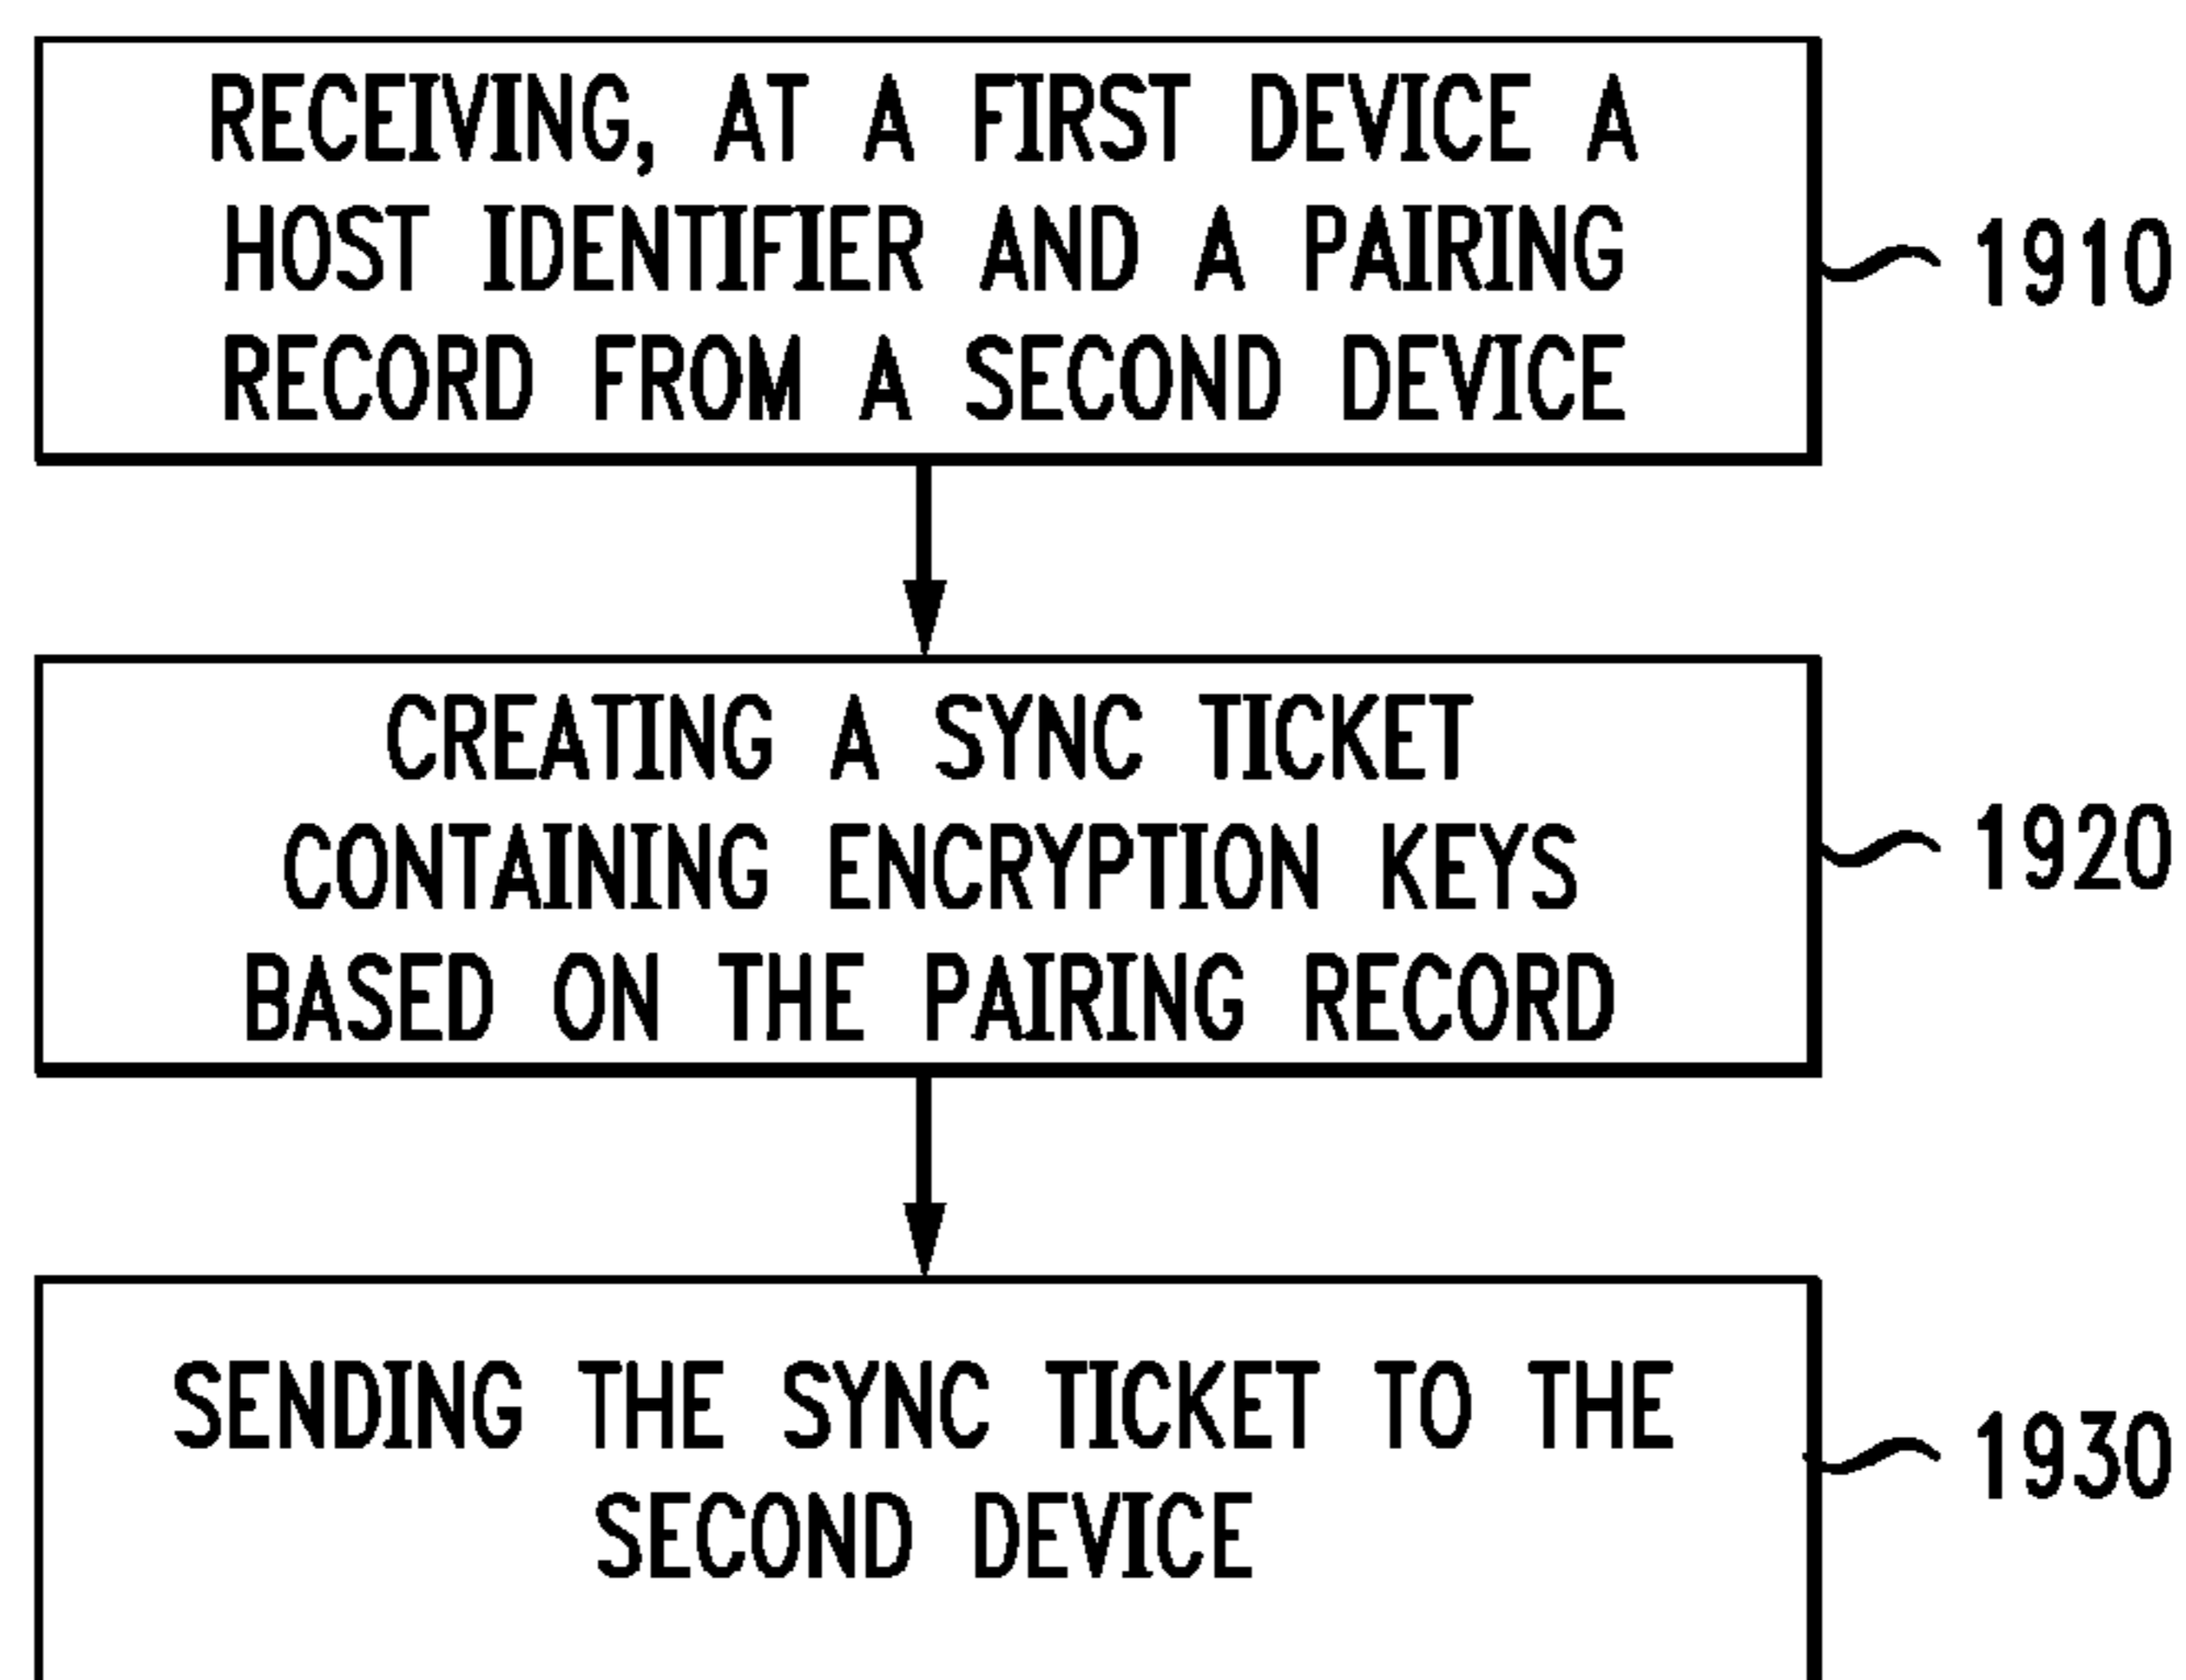 RECEIVING, AT A FIRST DEVICE A
HOST IDENTIFIER AND A PAIRING
RECORD FROM A SECOND DEVICE
1910
CREATING A SYNC TICKET
CONTAINING ENCRYPTION KEYS
BASED ON THE PAIRING RECORD
1920
SENDING THE SYNC TICKET TO THE
SECOND DEVICE
1930